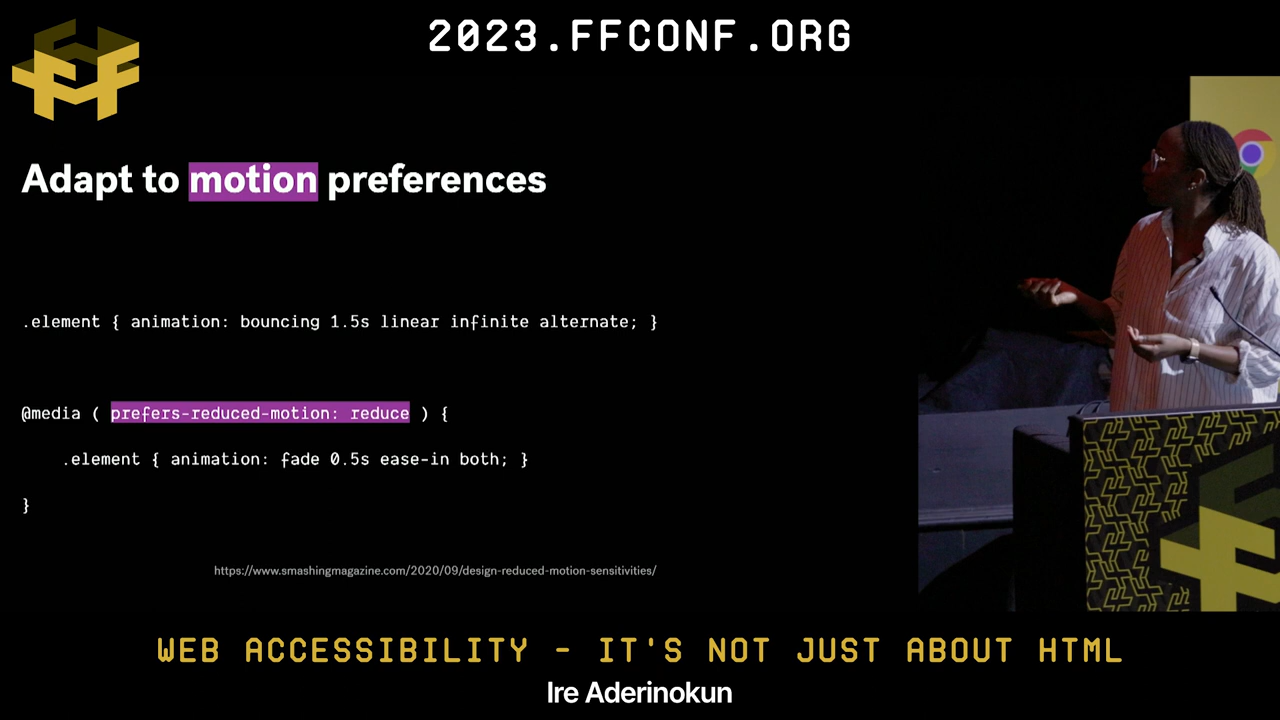 2023.FFCONF.ORG
Adapt to motion preferences
.element { animation: bouncing 1.5s linear infinite alternate; }
@media ( prefers-reduced-motion: reduce ) {
.element { animation: fade 0.5s ease-in both; }
}
https://www.smashingmagazine.com/2020/09/design-reduced-motion-sensitivities/
WEB ACCESSIBILITY - IT'S NOT JUST ABOUT HTML
Ire Aderinokun